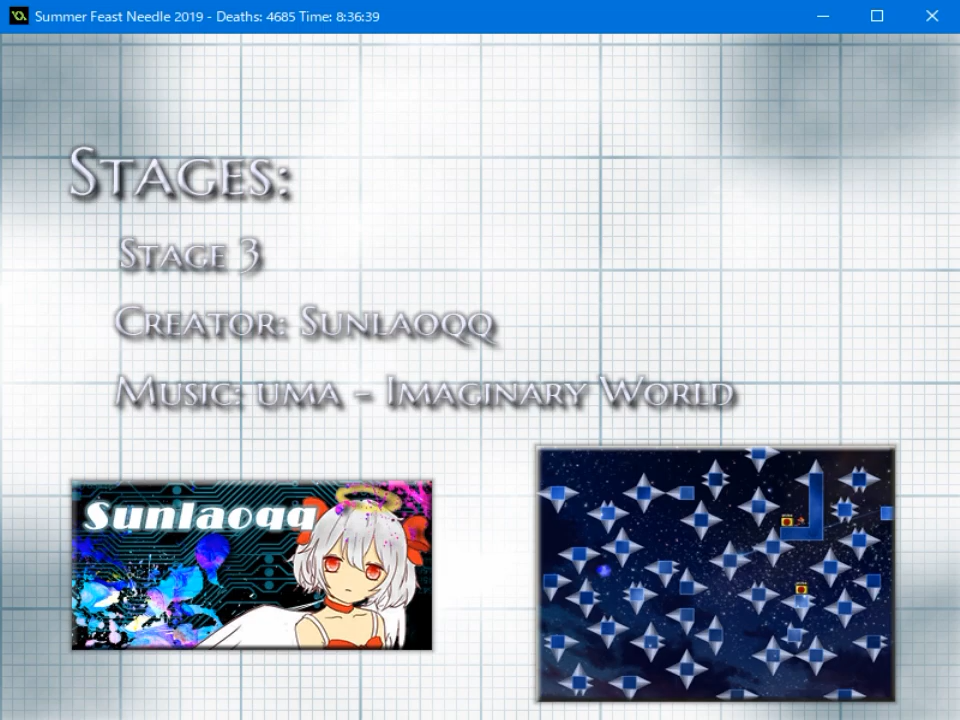 Summer Feast Needle 2019 - Deaths: 4685 Time: 8:36:39
Stages:
Stage 3
Creator: Sunlaoqq
Music: uma - Imaginary World
Sunlaoqq